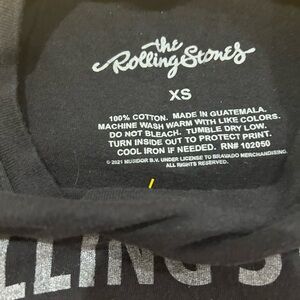 the
Rolling Stones
XS
100% COTTON. MADE IN GUATEMALA.
MACHINE WASH WARM WITH LIKE COLORS.
DO NOT BLEACH. TUMBLE DRY LOW.
TURN INSIDE OUT TO PROTECT PRINT.
COOL IRON IF NEEDED. RN# 102050
© 2021 MUSIDOR B.V. UNDER LICENSE TO BRAVADO MERCHANDISING.
ALL RIGHTS RESERVED.
LLING S